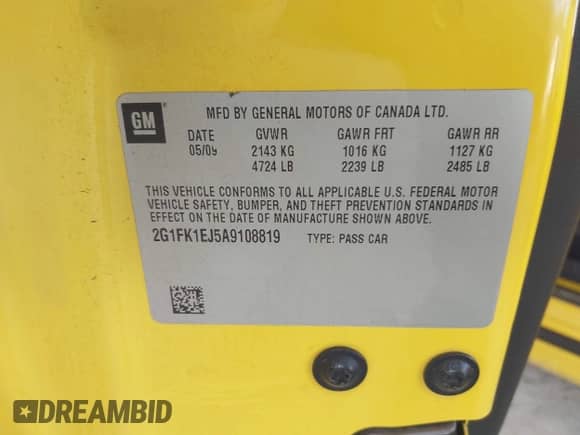 GM
MFD BY GENERAL MOTORS OF CANADA LTD.
DATE GVWR GAWR FRT GAWR RR
05/09 2143 KG 1016 KG 1127 KG
4724 LB 2239 LB 2485 LB
THIS VEHICLE CONFORMS TO ALL APPLICABLE U.S. FEDERAL MOTOR
VEHICLE SAFETY, BUMPER, AND THEFT PREVENTION STANDARDS IN
EFFECT ON THE DATE OF MANUFACTURE SHOWN ABOVE.
2G1FK1EJ5A9108819 TYPE: PASS CAR
DREAMBID